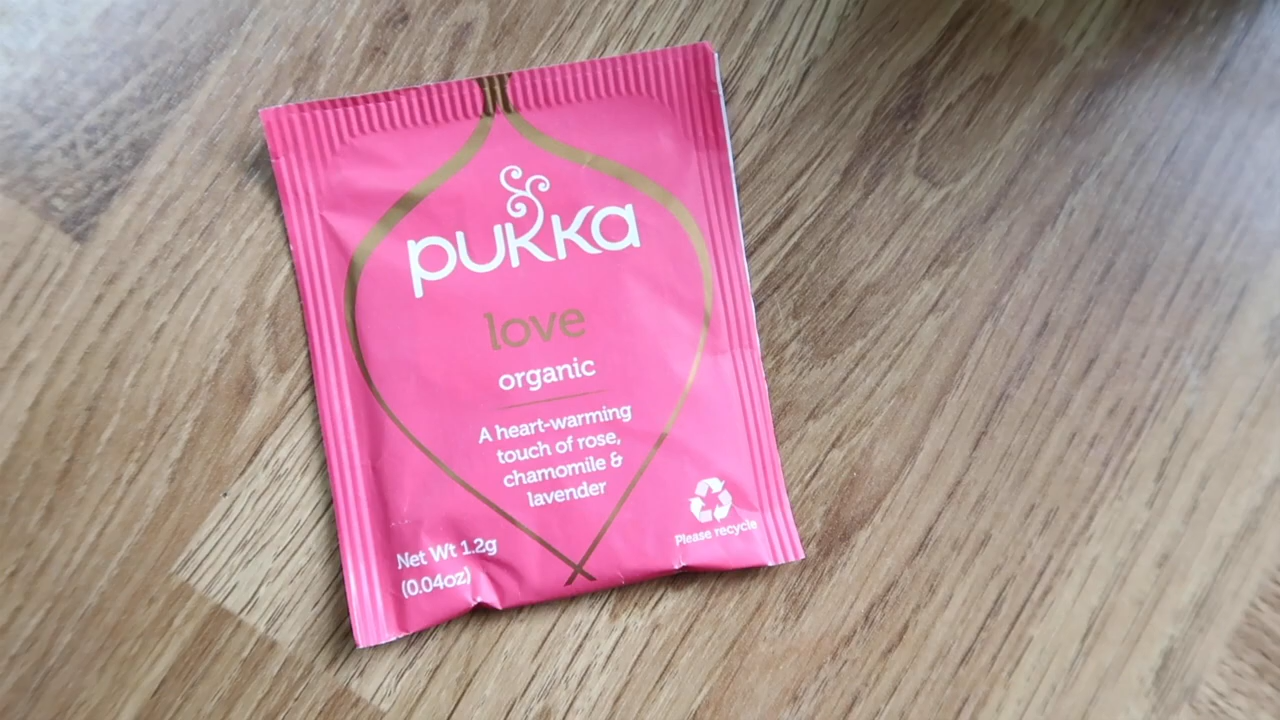 pukka
love
organic
A heart-warming
touch of rose,
chamomile &
lavender
Net Wt 1.2g
(0.04oz)
Please recycle